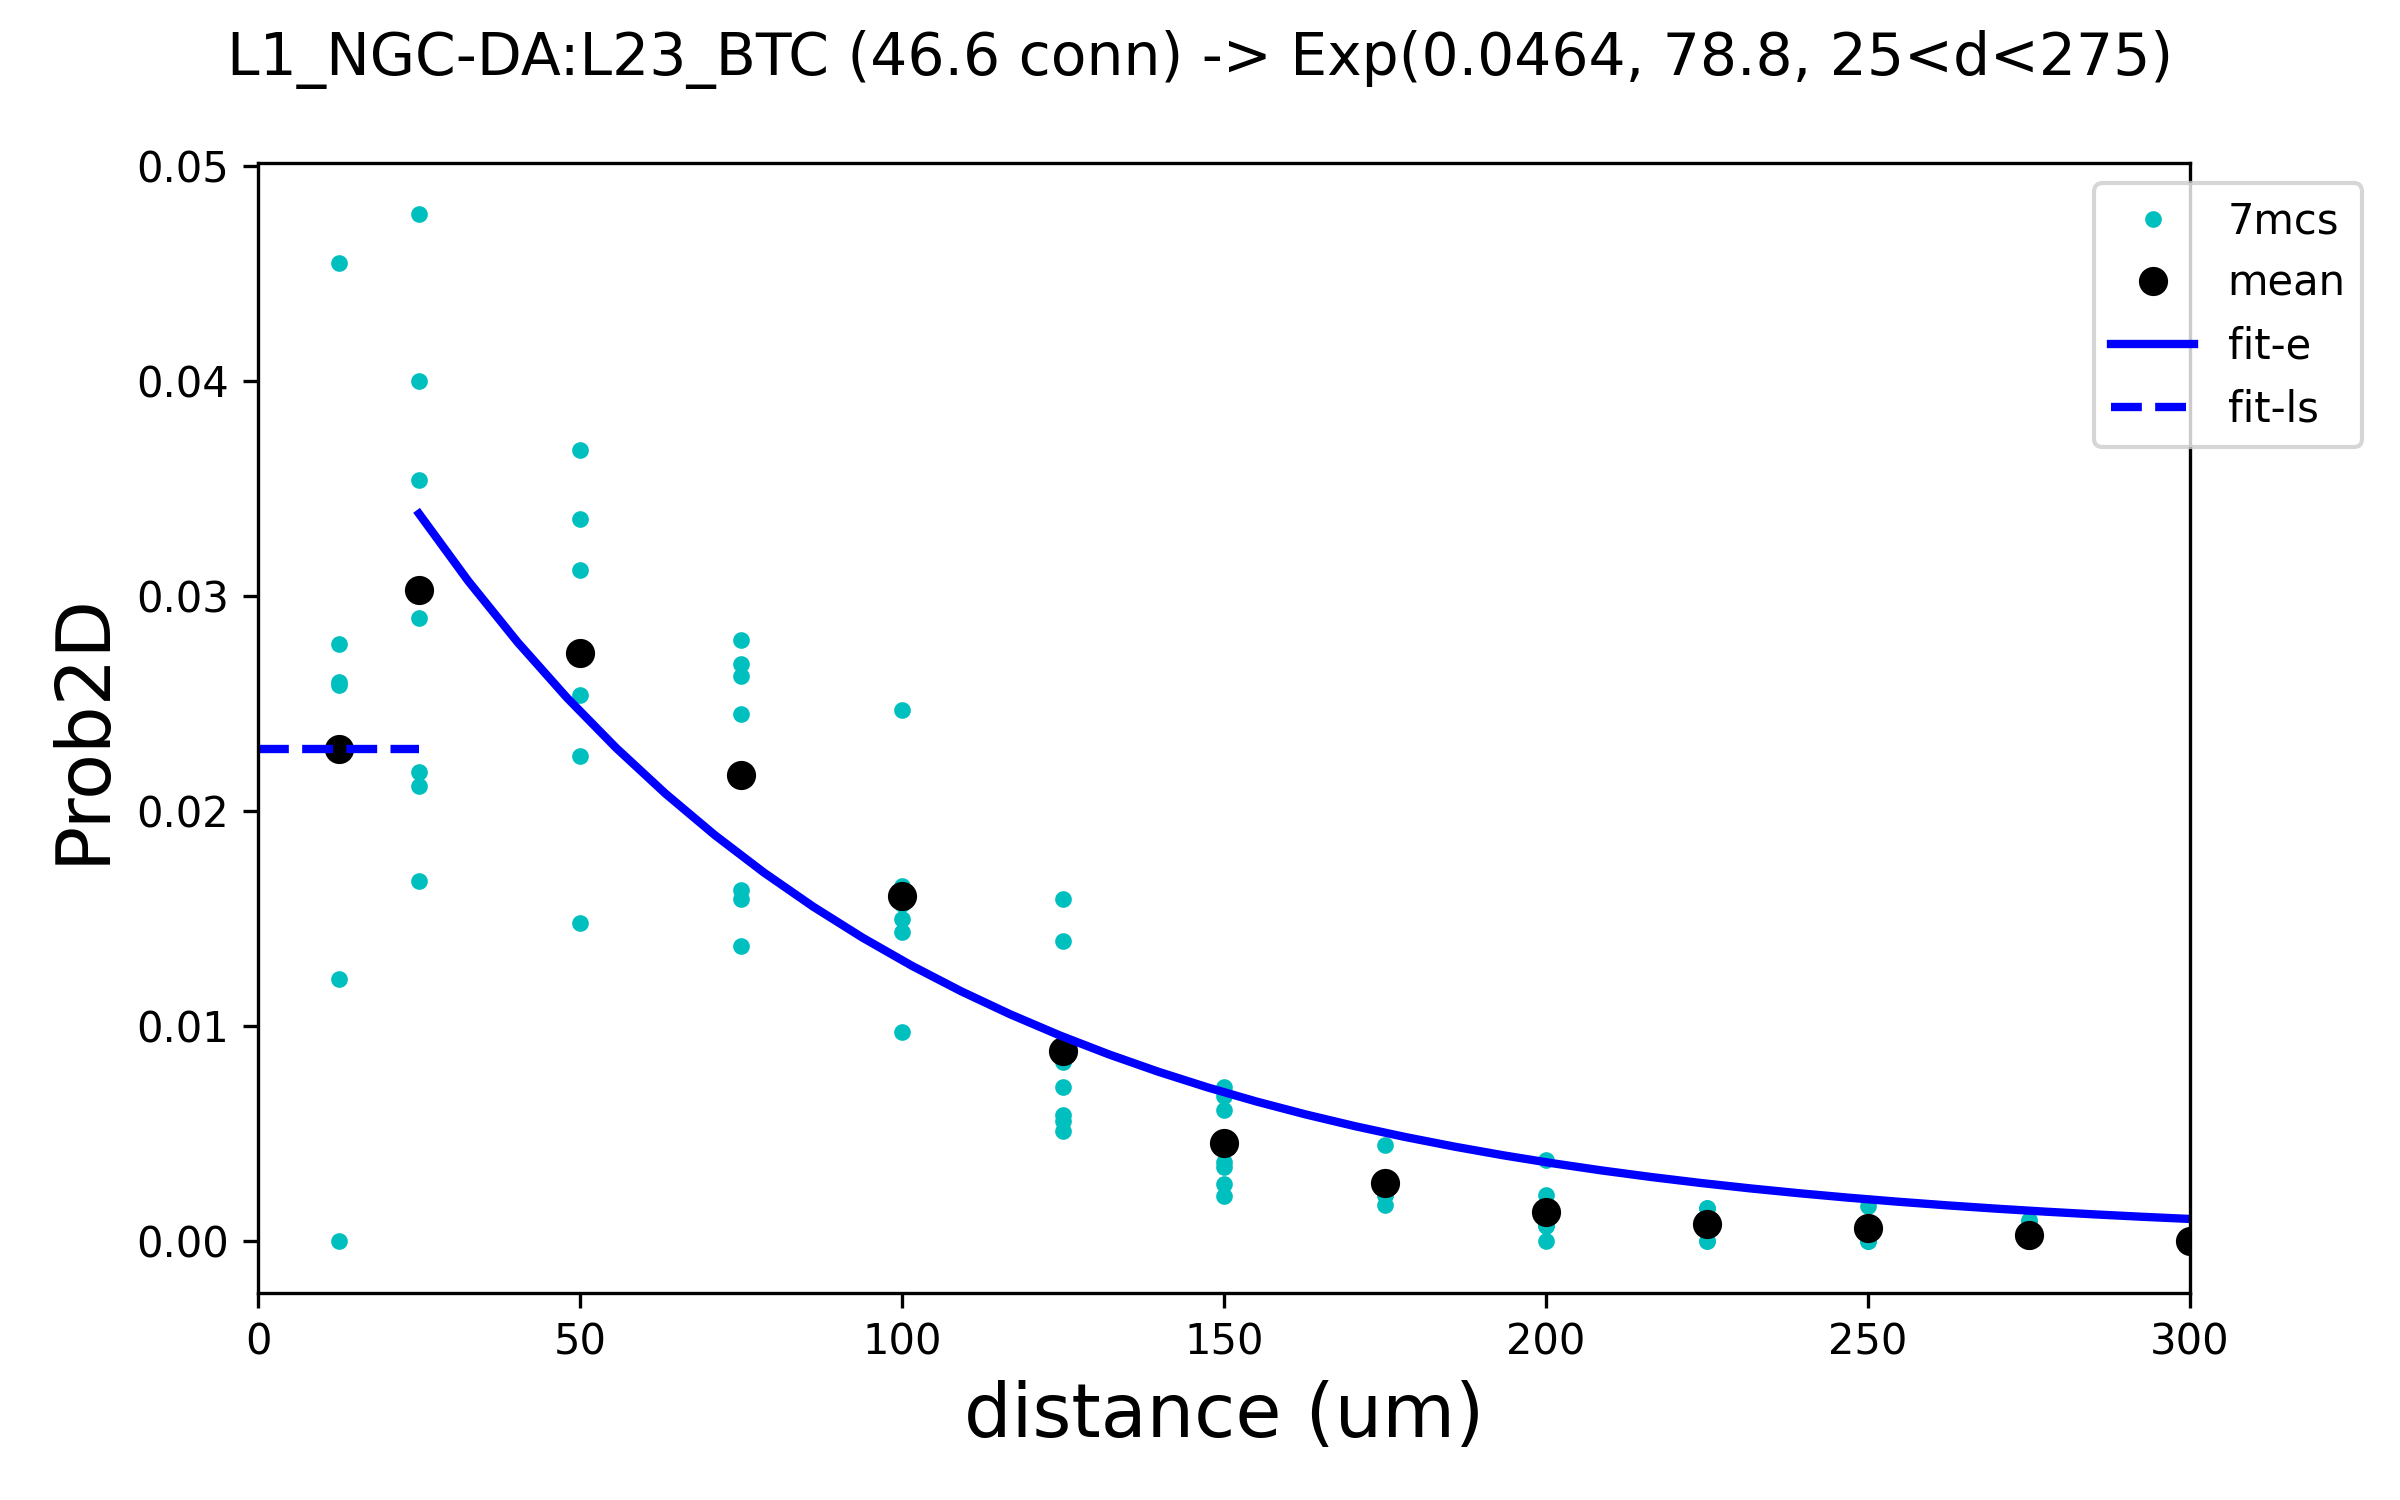 L1_NGC-DA:L23_BTC (46.6 conn) -> Exp(0.0464, 78.8, 25<d<275)
0.05
0.04
0.03
0.02
0.01
0.00
Prob2D
7mcs
mean
fit-e
fit-ls
0 50 100 150 200 250 300
distance (um)